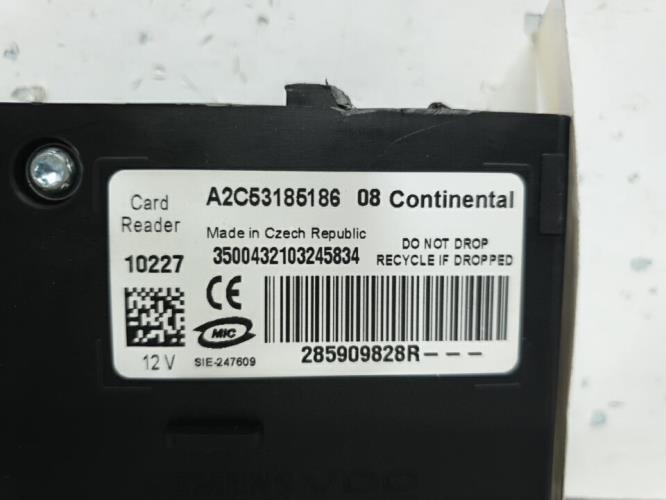 Card Reader
A2C53185186 08 Continental
Made in Czech Republic
10227
3500432103245834
DO NOT DROP
RECYCLE IF DROPPED
CE
MIC
12 V
SIE-247609
285909828R---